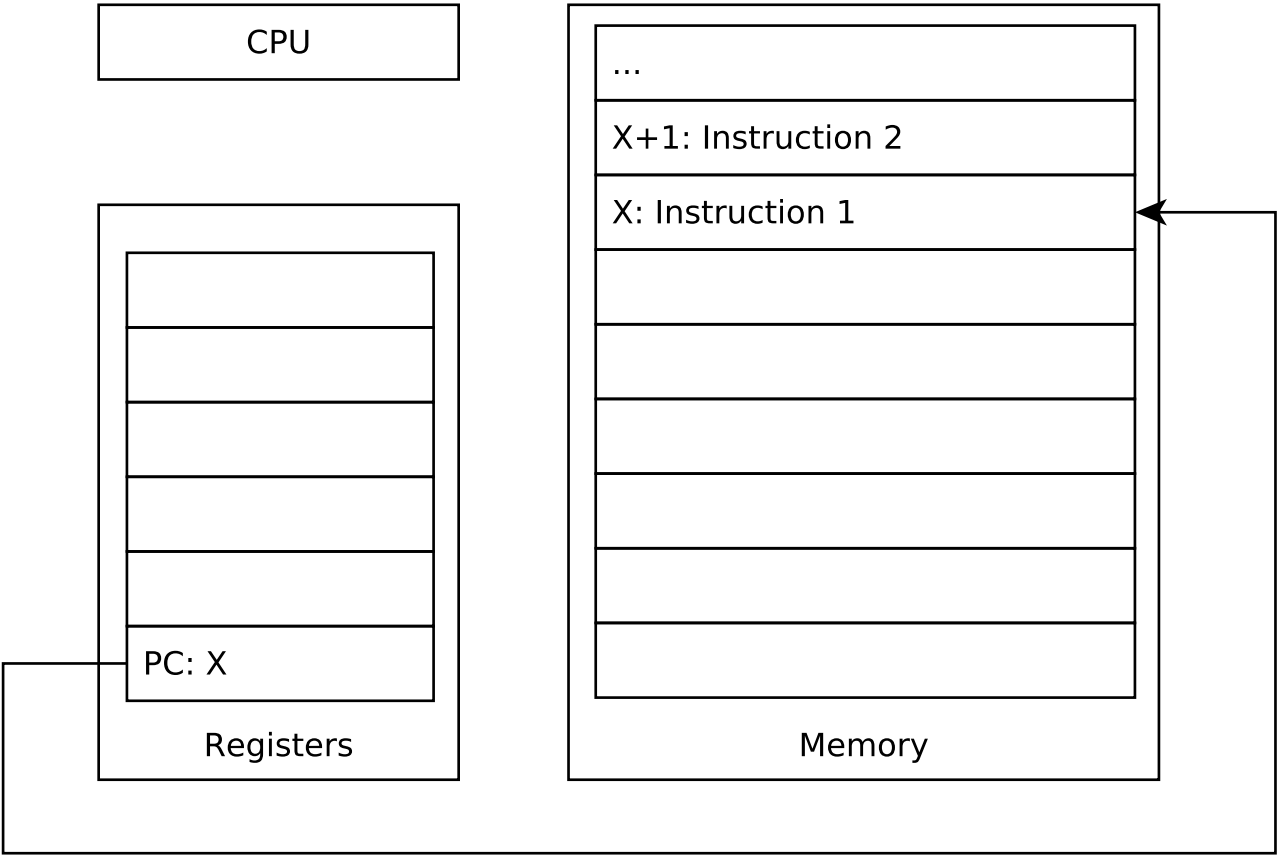 CPU
...
X+1: Instruction 2
X: Instruction 1
PC: X
Registers
Memory